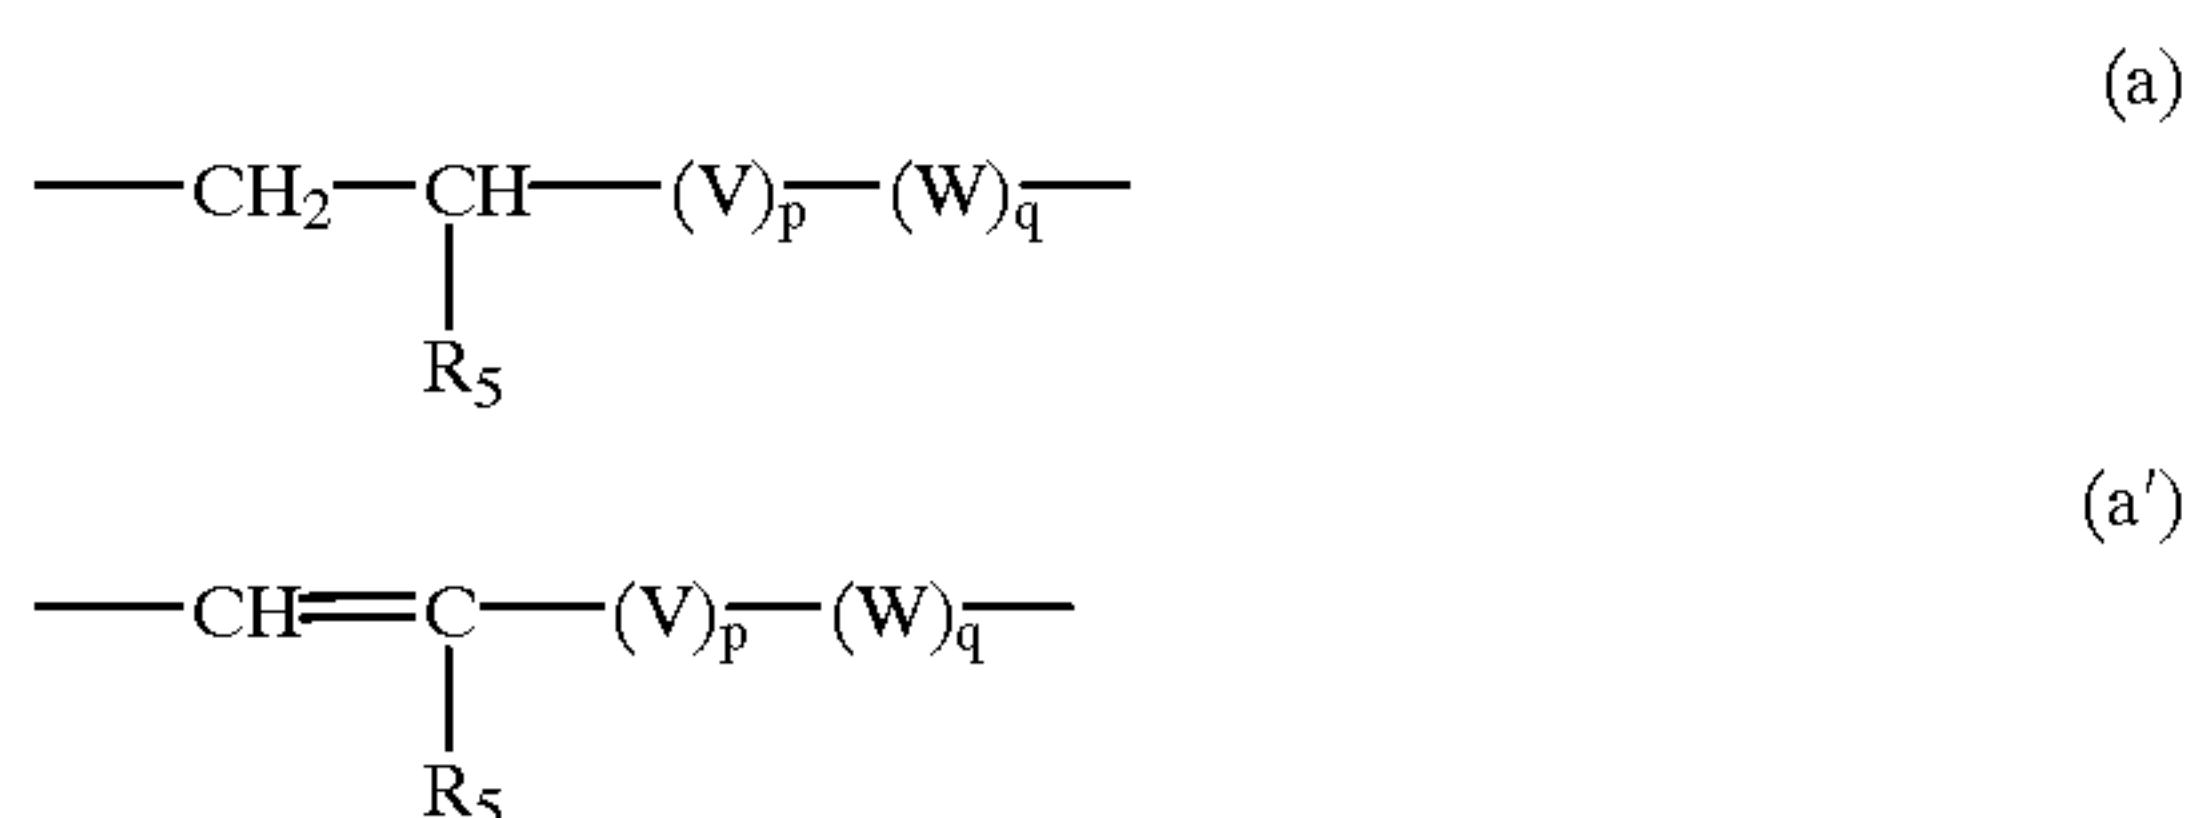 (a)
—CH₂—CH—(V)ₚ—(W)q—
R₅
(a′)
—CH=C—(V)ₚ—(W)q—
R₅